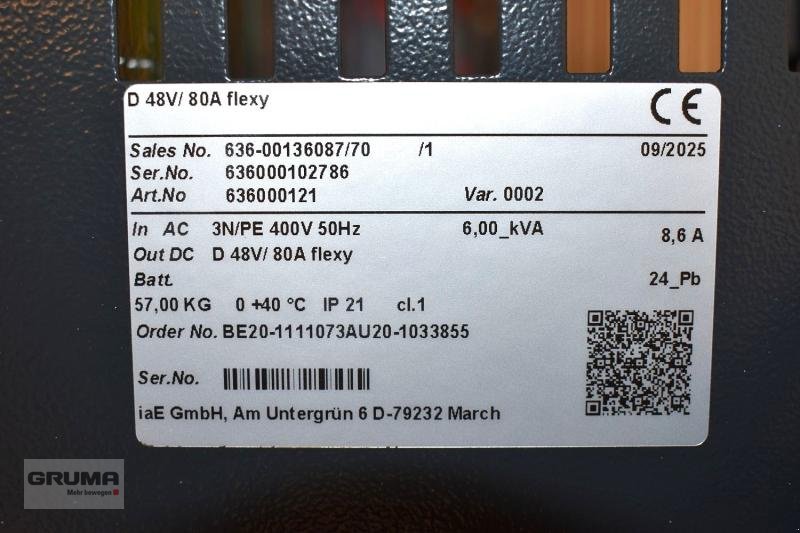 D 48V/ 80A flexy
CE
Sales No. 636-00136087/70 /1 09/2025
Ser.No. 636000102786
Art.No 636000121 Var. 0002
In AC 3N/PE 400V 50Hz 6,00_kVA 8,6 A
Out DC D 48V/ 80A flexy
Batt. 24_Pb
57,00 KG 0 +40 °C IP 21 cl.1
Order No. BE20-1111073AU20-1033855
Ser.No.
iaE GmbH, Am Untergrün 6 D-79232 March
GRUMA
Mehr bewegen